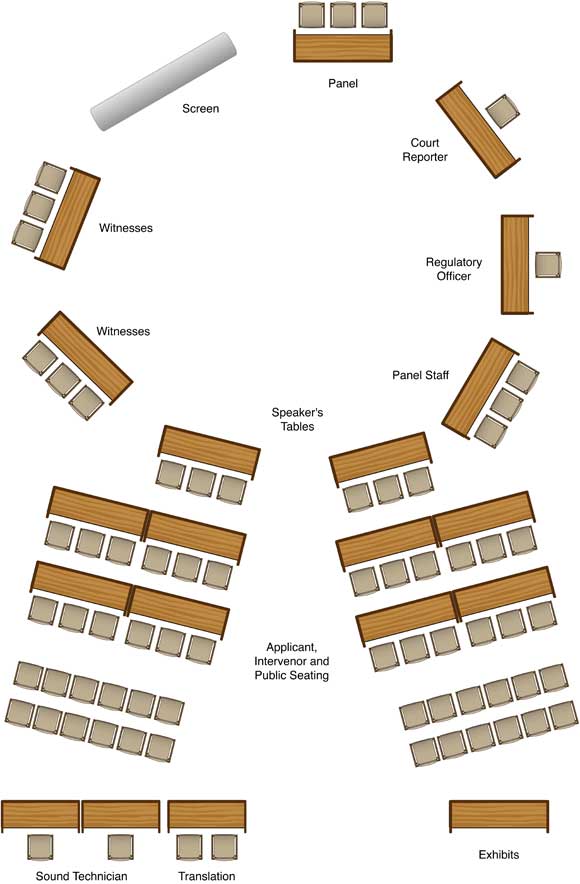 Panel
Screen
Court
Reporter
Witnesses
Regulatory
Officer
Witnesses
Panel Staff
Speaker's
Tables
Applicant,
Intervenor and
Public Seating
Sound Technician
Translation
Exhibits